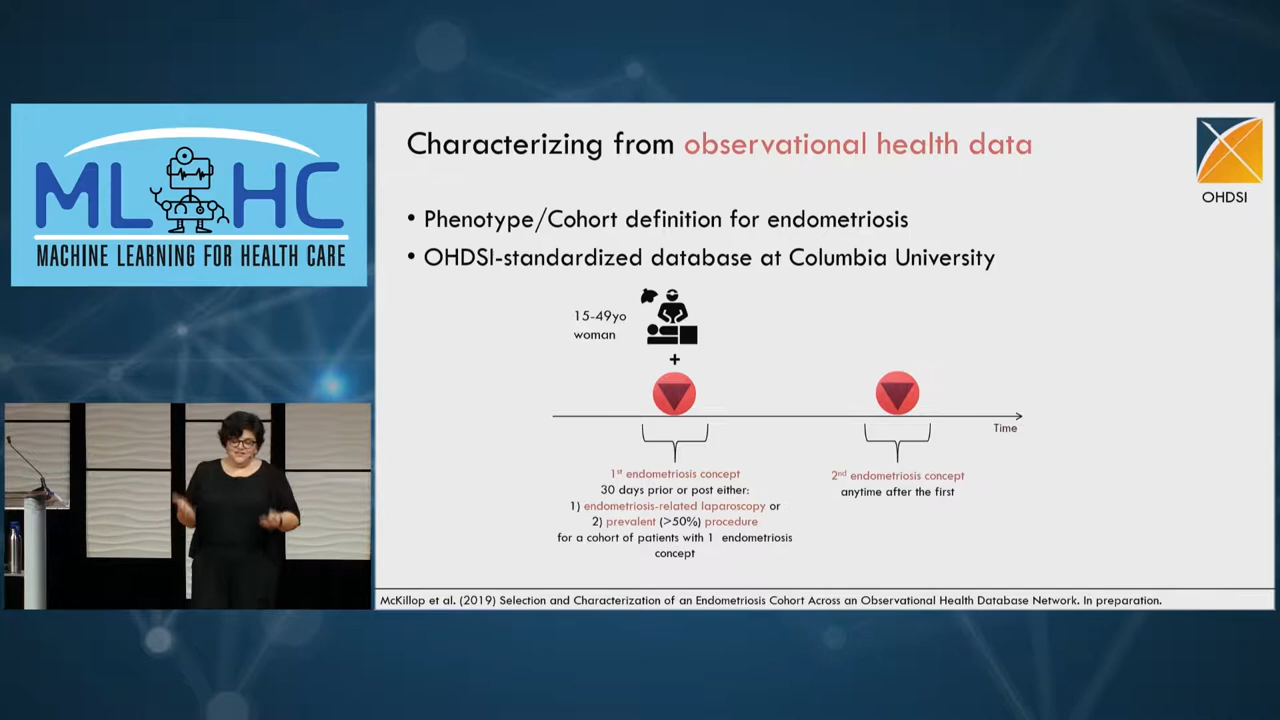 ML HC
MACHINE LEARNING FOR HEALTH CARE
Characterizing from observational health data
OHDSI
• Phenotype/Cohort definition for endometriosis
• OHDSI-standardized database at Columbia University
15-49yo
woman
+
Time
1st endometriosis concept
30 days prior or post either:
1) endometriosis-related laparoscopy or
2) prevalent (>50%) procedure
for a cohort of patients with 1 endometriosis
concept
2nd endometriosis concept
anytime after the first
McKillop et al. (2019) Selection and Characterization of an Endometriosis Cohort Across an Observational Health Database Network. In preparation.